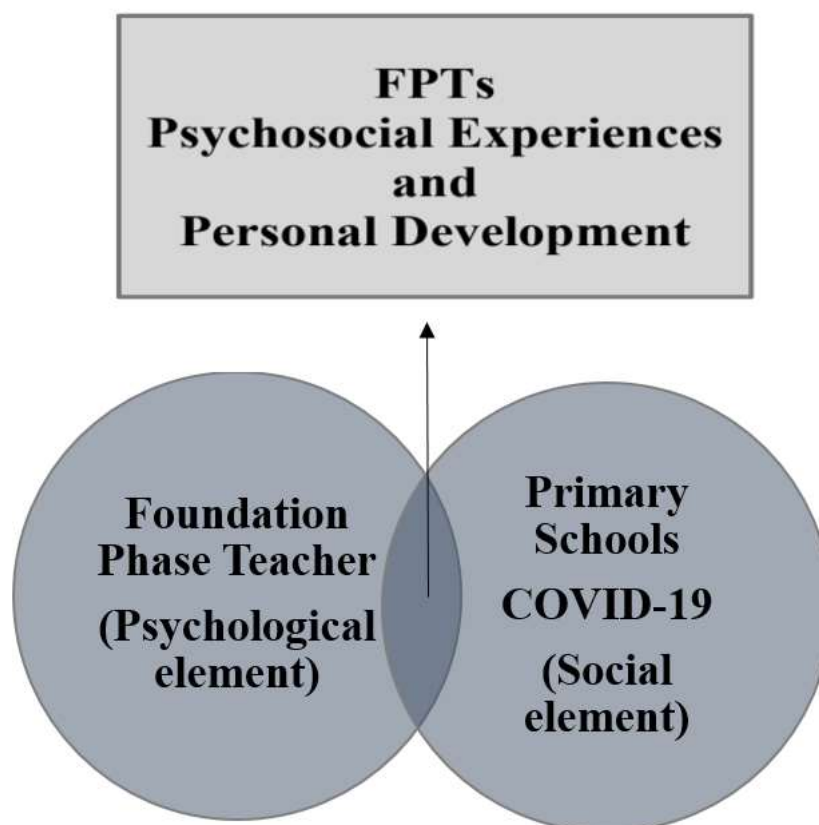 FPTs
Psychosocial Experiences
and
Personal Development
Foundation
Phase Teacher
(Psychological
element)
Primary
Schools
COVID-19
(Social
element)